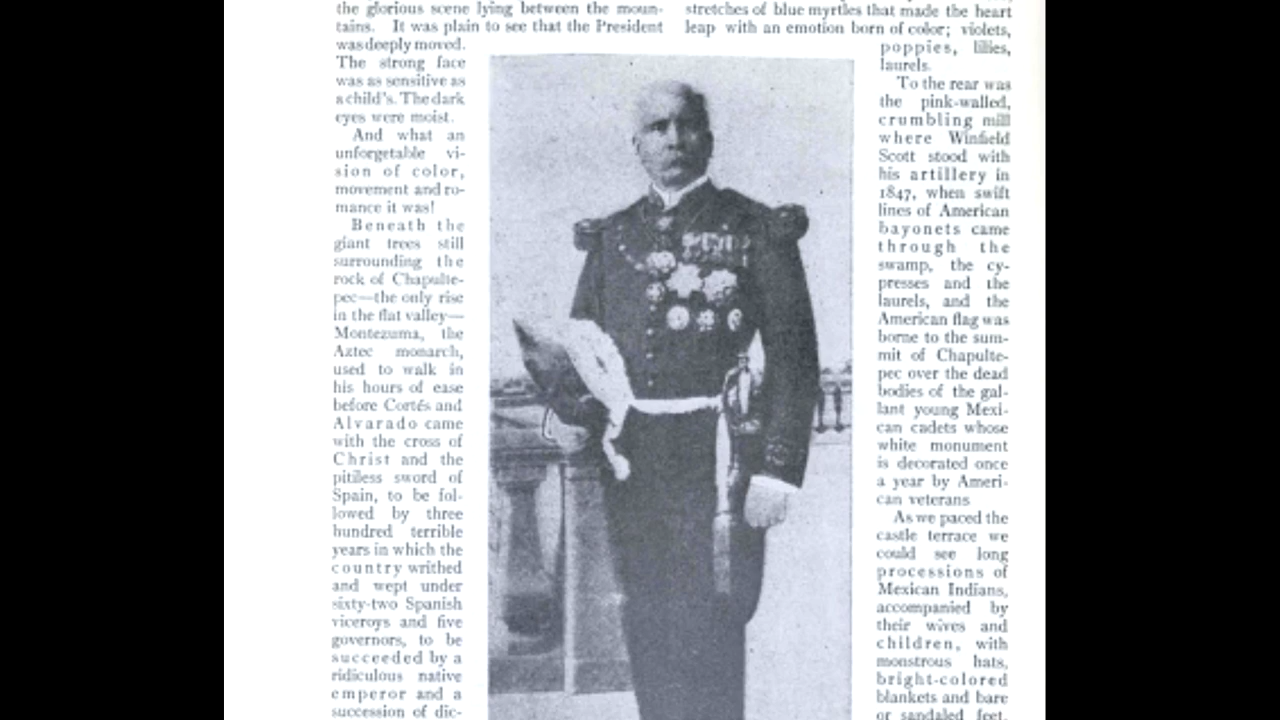 the glorious scene lying between the moun-
tains. It was plain to see that the President
was deeply moved.
The strong face
was as sensitive as
a child's. The dark
eyes were moist.
And what an
unforgetable vi-
sion of color,
movement and ro-
mance it was!
Beneath the
giant trees still
surrounding the
rock of Chapulte-
pec—the only rise
in the flat valley—
Montezuma, the
Aztec monarch,
used to walk in
his hours of ease
before Cortés and
Alvarado came
with the cross of
Christ and the
pitiless sword of
Spain, to be fol-
lowed by three
hundred terrible
years in which the
country writhed
and wept under
sixty-two Spanish
viceroys and five
governors, to be
succeeded by a
ridiculous native
emperor and a
succession of dic-
stretches of blue myrtles that made the heart
leap with an emotion born of color; violets,
poppies, lilies,
laurels.
To the rear was
the pink-walled,
crumbling mill
where Winfield
Scott stood with
his artillery in
1847, when swift
lines of American
bayonets came
through the
swamp, the cy-
presses and the
laurels, and the
American flag was
borne to the sum-
mit of Chapulte-
pec over the dead
bodies of the gal-
lant young Mexi-
can cadets whose
white monument
is decorated once
a year by Ameri-
can veterans
As we paced the
castle terrace we
could see long
processions of
Mexican Indians,
accompanied by
their wives and
children, with
monstrous hats,
bright-colored
blankets and bare
or sandaled feet,